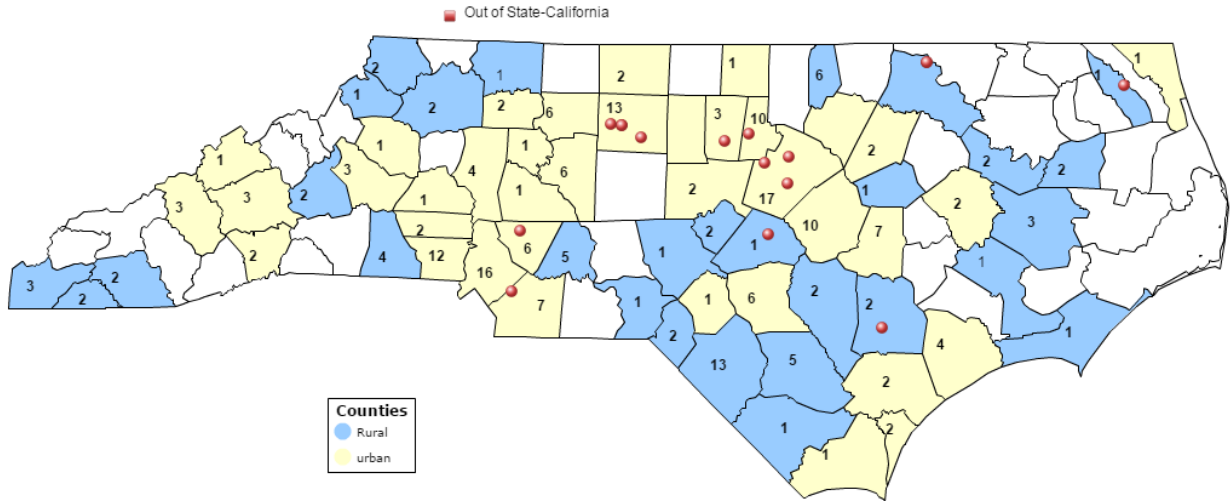 Out of State-California
2 1 2 1 6 1 1
1 2 2 6 13 3 10
1 1 3 4 1 6 2 2 2
3 3 2 1 1 2 17 1 2 3
2 2 12 6 2 1 10 7
3 2 2 4 16 5 1 1
7 1 1 6 2 2 1
2 13 5 4
2
1 2
1
Counties
Rural
urban